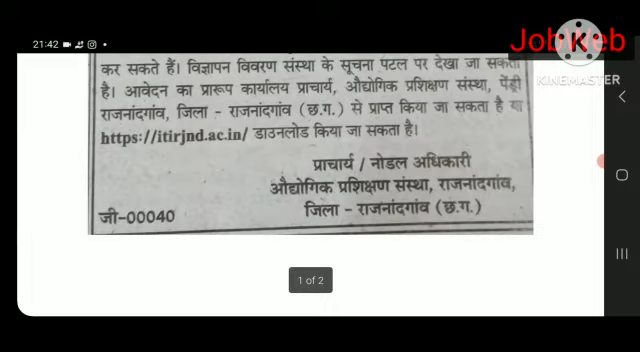 21:42
JobWeb
K
KINEMASTER
कर सकते हैं। विज्ञापन विवरण संस्था के सूचना पटल पर देखा जा सकता
है। आवेदन का प्रारूप कार्यालय प्राचार्य, औद्योगिक प्रशिक्षण संस्था, पेंड्री
राजनांदगांव, जिला - राजनांदगांव (छ.ग.) से प्राप्त किया जा सकता है या
https://itirjnd.ac.in/ डाउनलोड किया जा सकता है।
प्राचार्य / नोडल अधिकारी
औद्योगिक प्रशिक्षण संस्था, राजनांदगांव,
जी-00040
जिला - राजनांदगांव (छ.ग.)
1 of 2